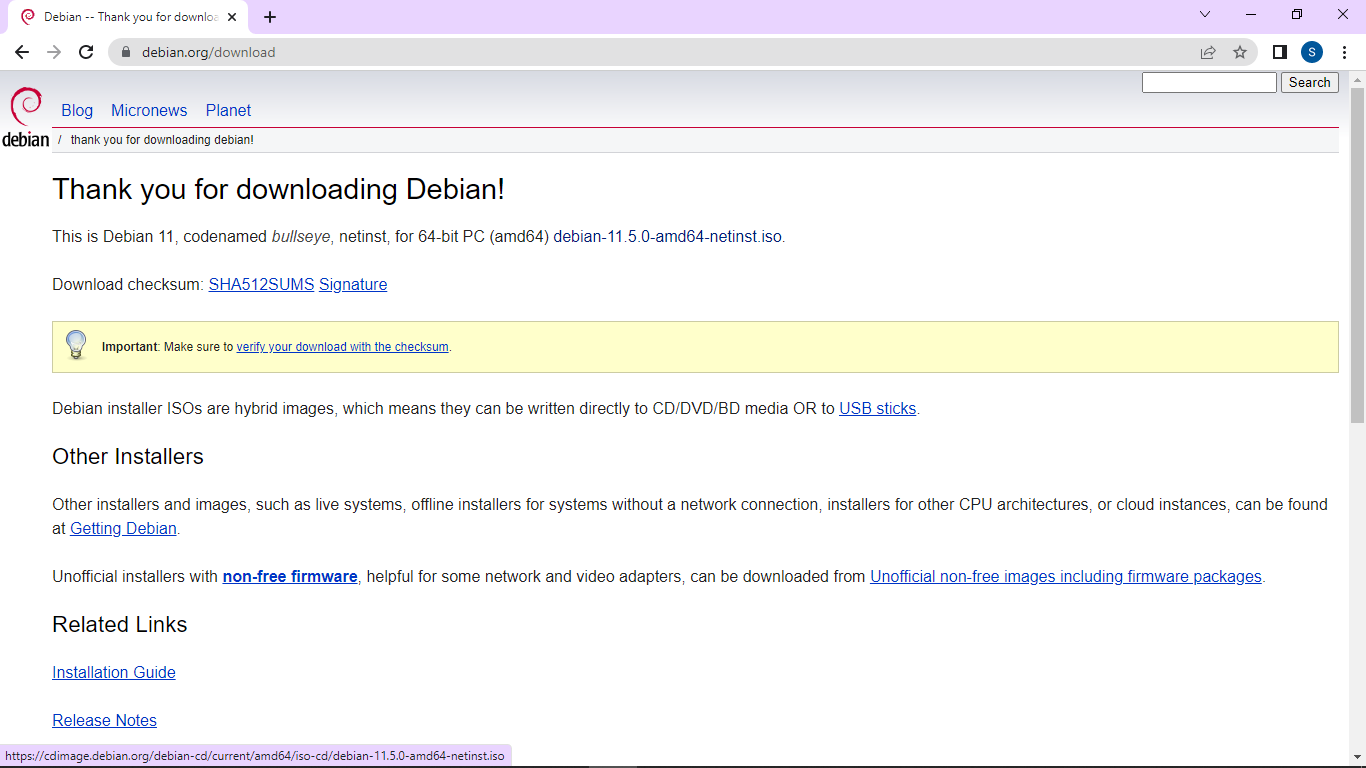 Debian -- Thank you for downloa
debian.org/download
S
Search
debian
Blog Micronews Planet
/ thank you for downloading debian!
Thank you for downloading Debian!
This is Debian 11, codenamed bullseye, netinst, for 64-bit PC (amd64) debian-11.5.0-amd64-netinst.iso.
Download checksum: SHA512SUMS Signature
Important: Make sure to verify your download with the checksum.
Debian installer ISOs are hybrid images, which means they can be written directly to CD/DVD/BD media OR to USB sticks.
Other Installers
Other installers and images, such as live systems, offline installers for systems without a network connection, installers for other CPU architectures, or cloud instances, can be found
at Getting Debian.
Unofficial installers with non-free firmware, helpful for some network and video adapters, can be downloaded from Unofficial non-free images including firmware packages.
Related Links
Installation Guide
Release Notes
https://cdimage.debian.org/debian-cd/current/amd64/iso-cd/debian-11.5.0-amd64-netinst.iso